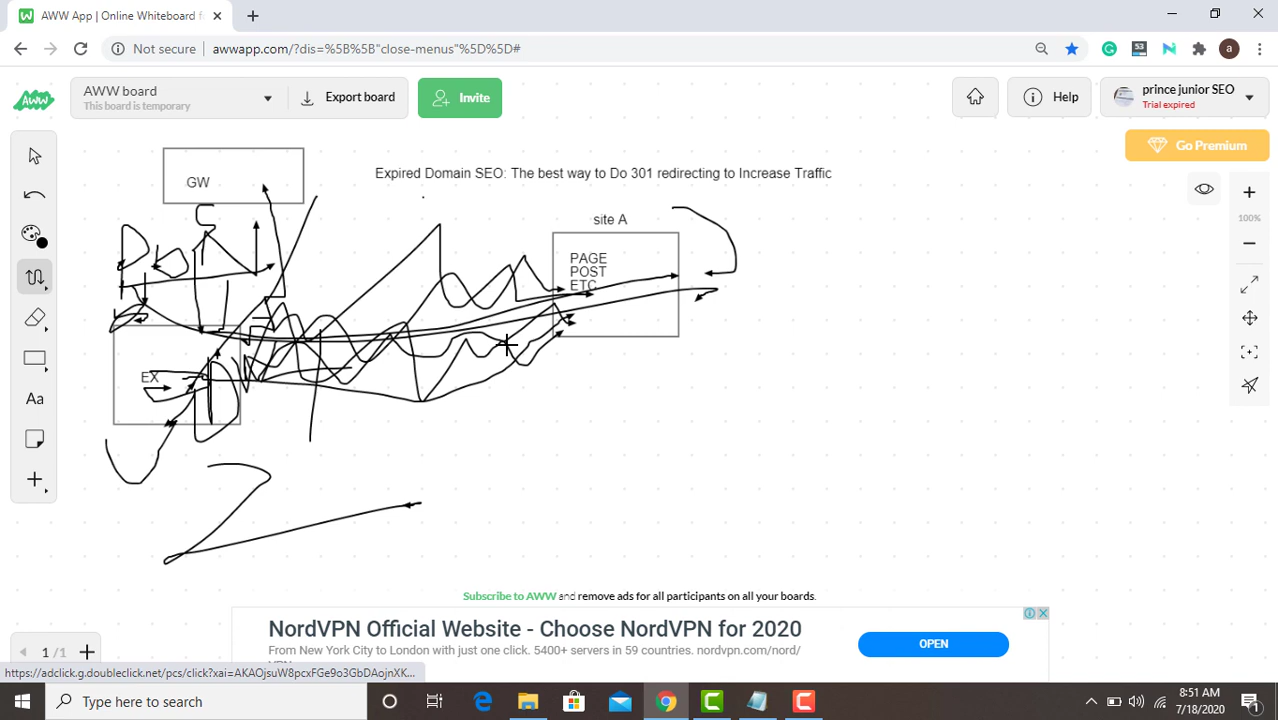 AWW App | Online Whiteboard f
Not secure
awwapp.com/?dis=%5B%5B"close-menus"%5D%5D#
53
a
AWW
AWW board
This board is temporary
Export board
Invite
Help
prince junior SEO
Trial expired
Go Premium
GW
Expired Domain SEO: The best way to Do 301 redirecting to Increase Traffic
100%
site A
PAGE
POST
ETC
EX
Aa
Subscribe to AWW and remove ads for all participants on all your boards.
NordVPN Official Website - Choose NordVPN for 2020
From New York City to London with just one click. 5400+ servers in 59 countries. nordvpn.com/nord/
OPEN
1 /1
https://adclick.g.doubleclick.net/pcs/click?xai=AKAOjsuW8pcxFGe9o3GbDAojnXK...
Type here to search
8:51 AM
7/18/2020
1